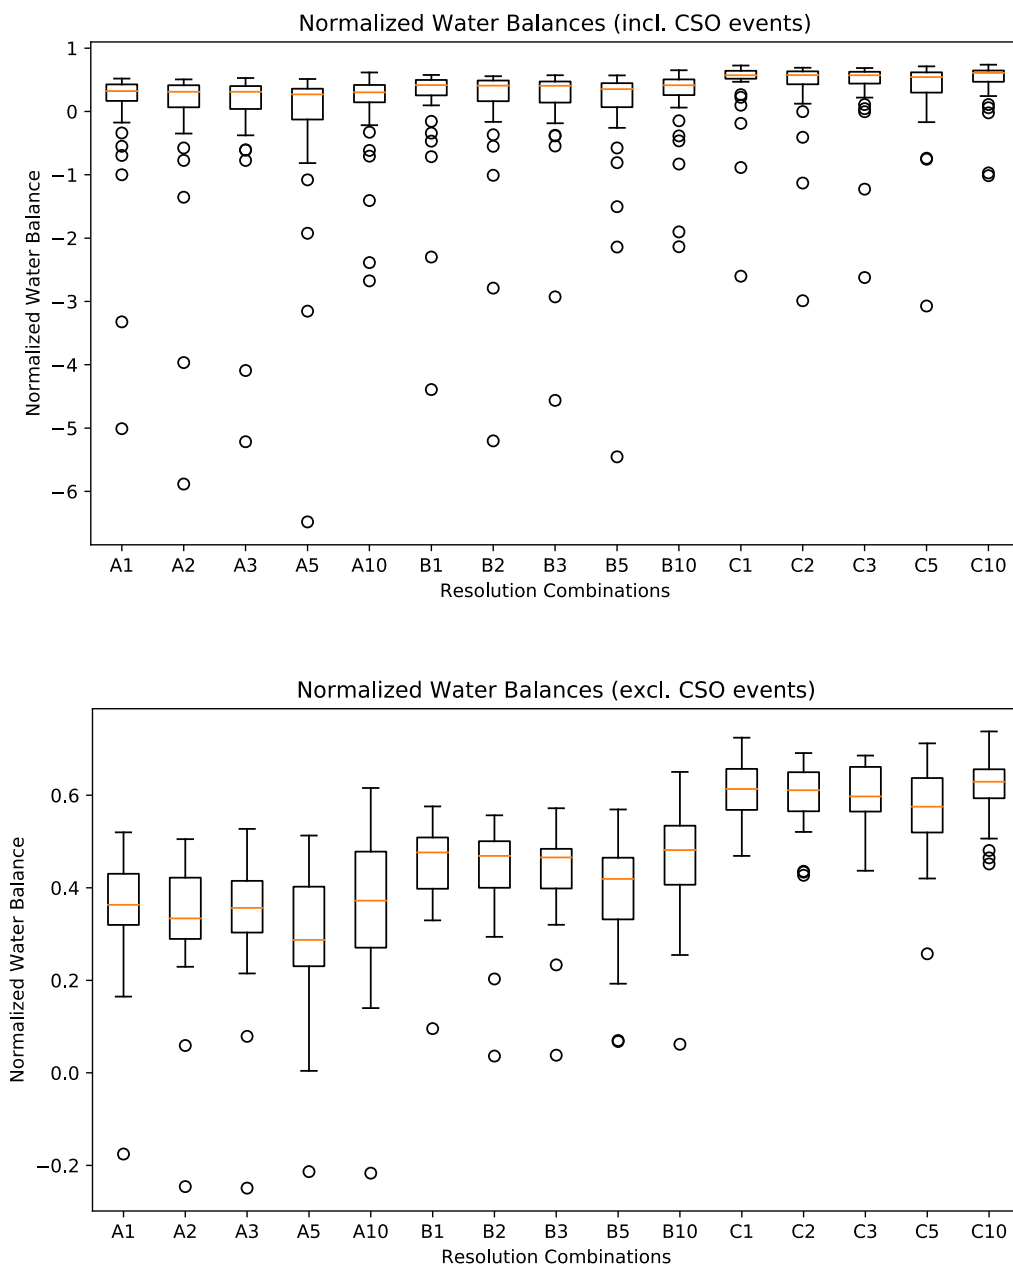 Normalized Water Balances (incl. CSO events)
1
0
−1
−2
−3
−4
−5
−6
Normalized Water Balance
A1 A2 A3 A5 A10 B1 B2 B3 B5 B10 C1 C2 C3 C5 C10
Resolution Combinations
Normalized Water Balances (excl. CSO events)
0.6
0.4
0.2
0.0
−0.2
Normalized Water Balance
A1 A2 A3 A5 A10 B1 B2 B3 B5 B10 C1 C2 C3 C5 C10
Resolution Combinations